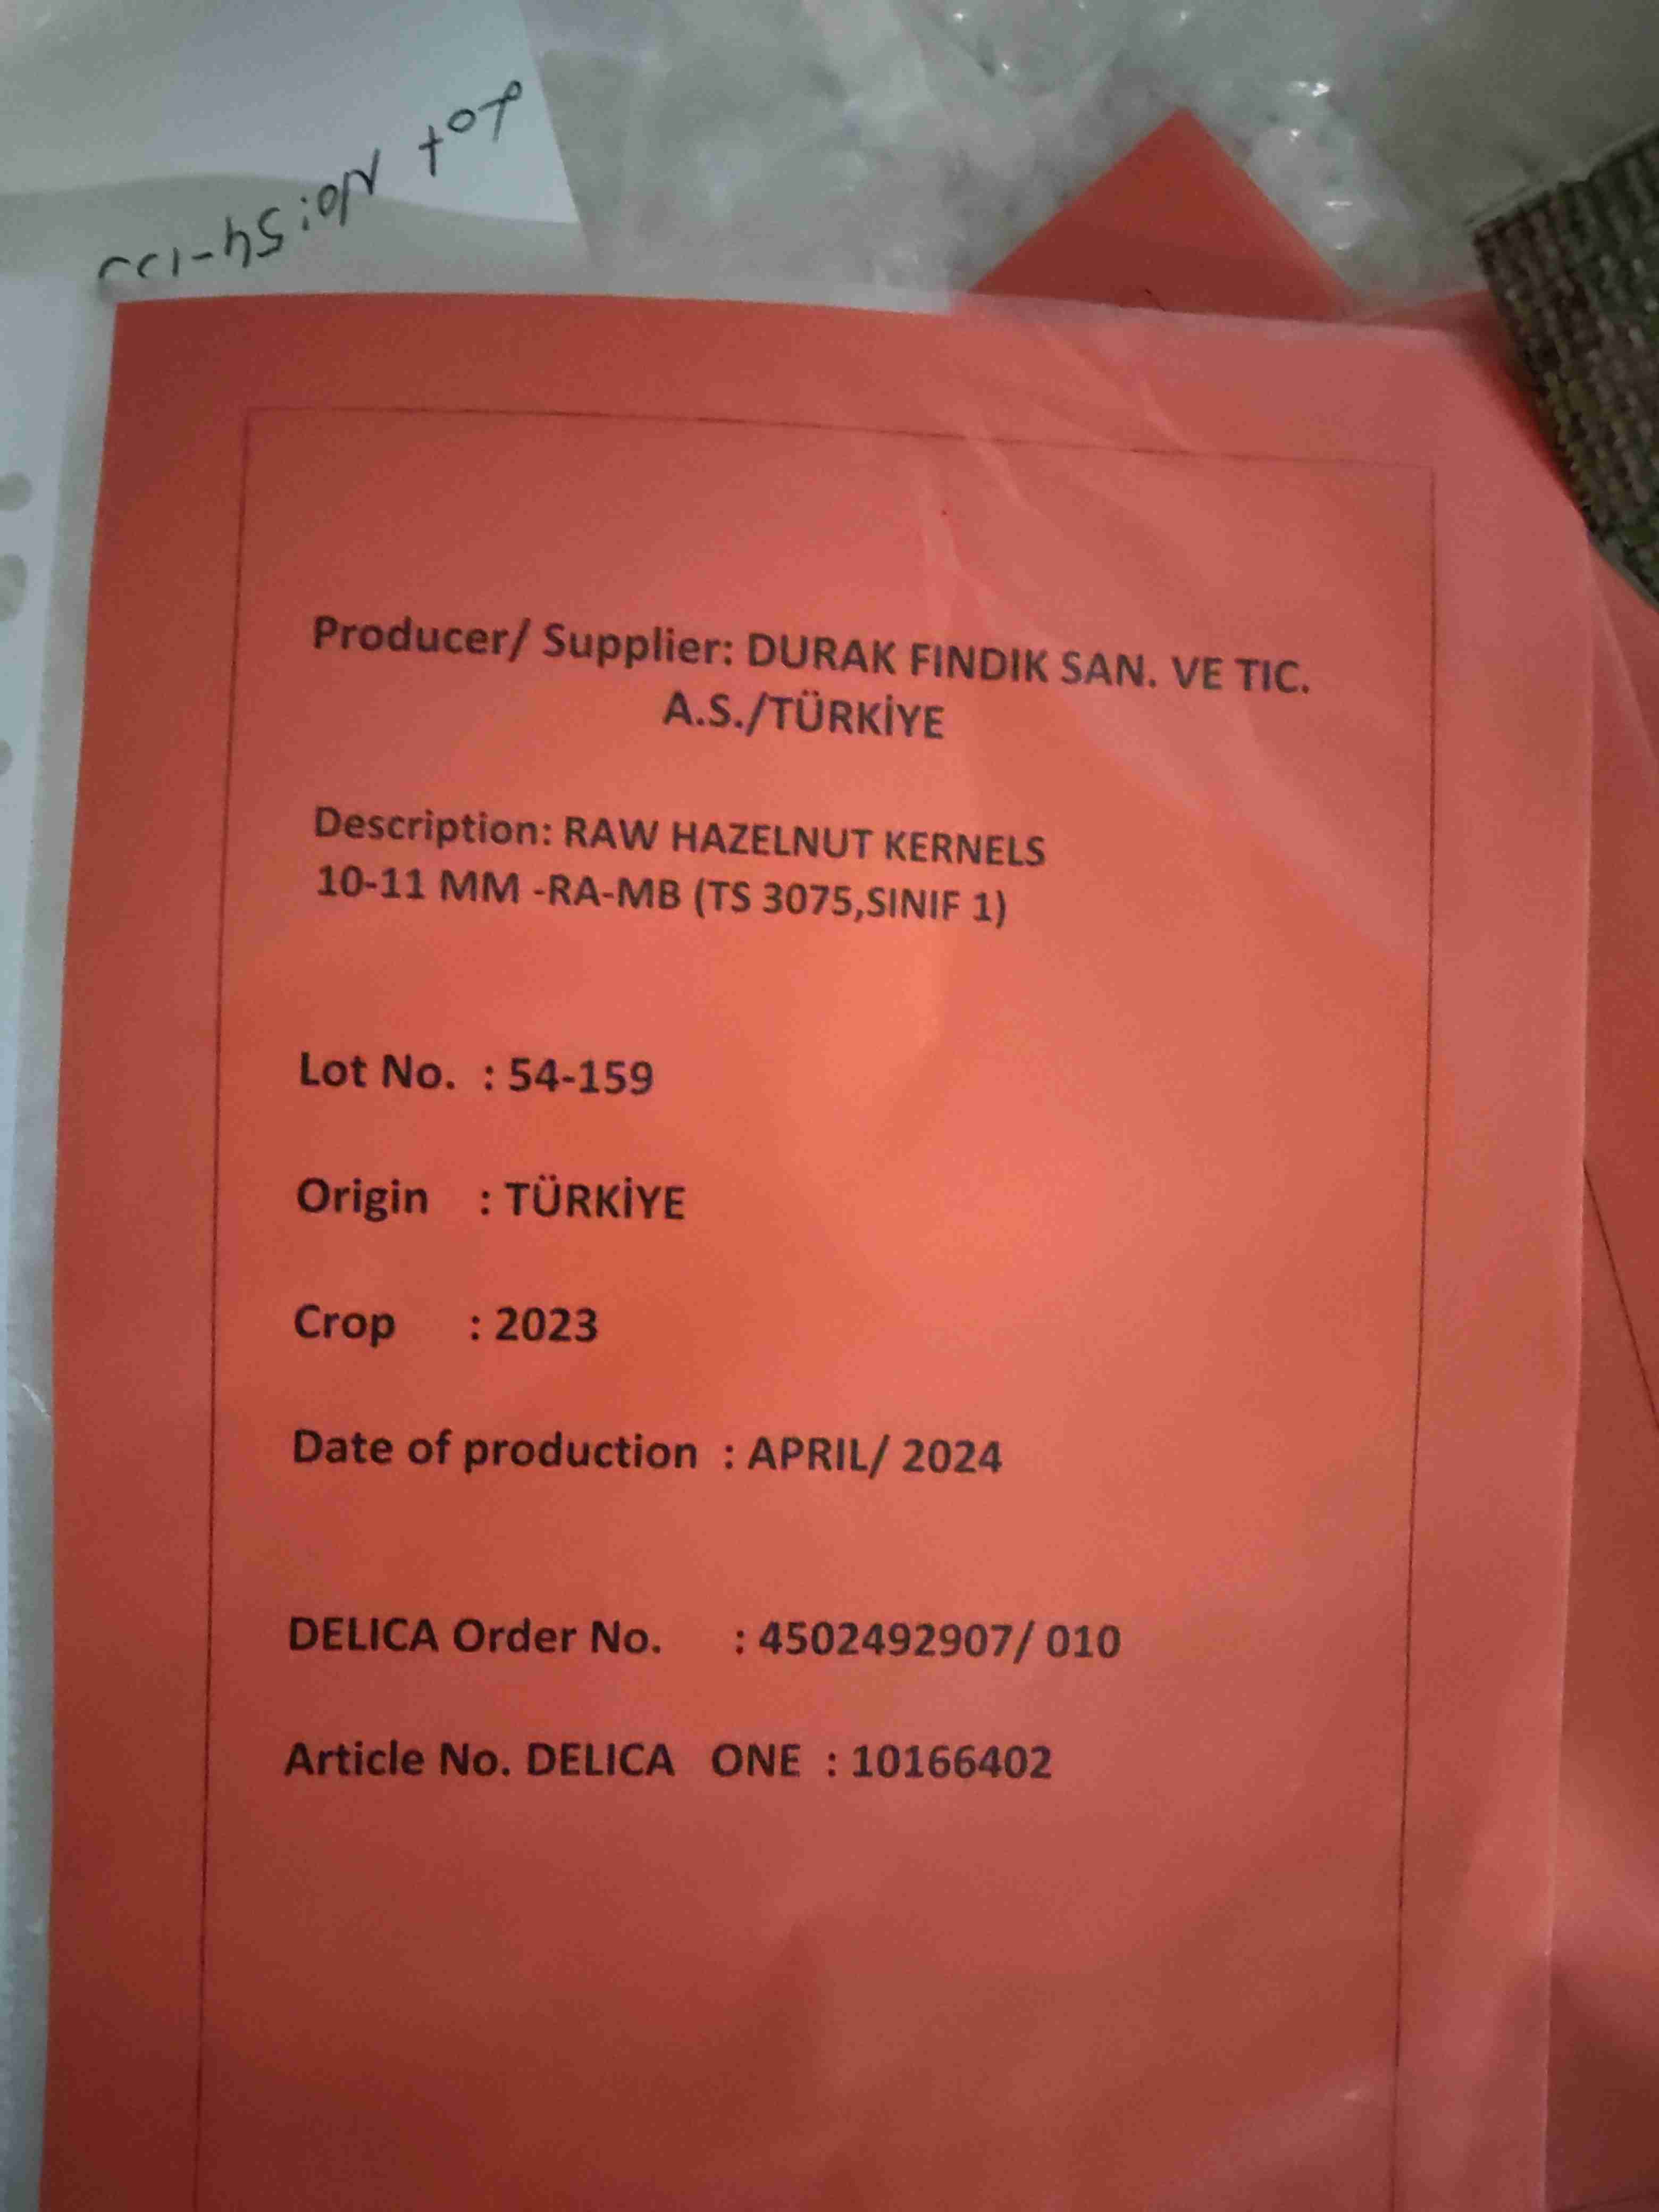 Lot No: 54-1
Producer/ Supplier: DURAK FINDIK SAN. VE TIC.
A.S./TÜRKİYE
Description: RAW HAZELNUT KERNELS
10-11 MM -RA-MB (TS 3075,SINIF 1)
Lot No. : 54-159
Origin : TÜRKİYE
Crop : 2023
Date of production : APRIL/ 2024
DELICA Order No. : 4502492907/ 010
Article No. DELICA ONE : 10166402